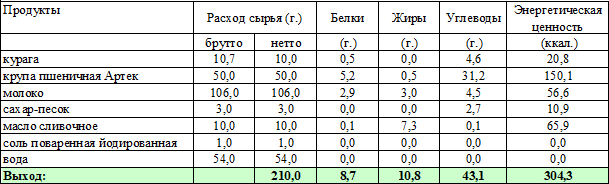 Продукты Расход сырья (г.) Белки Жиры Углеводы Энергетическая ценность
брутто нетто (г.) (г.) (г.) (ккал.)
курага 10,7 10,0 0,5 0,0 4,6 20,8
крупа пшеничная Артек 50,0 50,0 5,2 0,5 31,2 150,1
молоко 106,0 106,0 2,9 3,0 4,5 56,6
сахар-песок 3,0 3,0 0,0 0,0 2,7 10,9
масло сливочное 10,0 10,0 0,1 7,3 0,1 65,9
соль поваренная йодированная 1,0 1,0 0,0 0,0 0,0 0,0
вода 54,0 54,0 0,0 0,0 0,0 0,0
Выход: 210,0 8,7 10,8 43,1 304,3